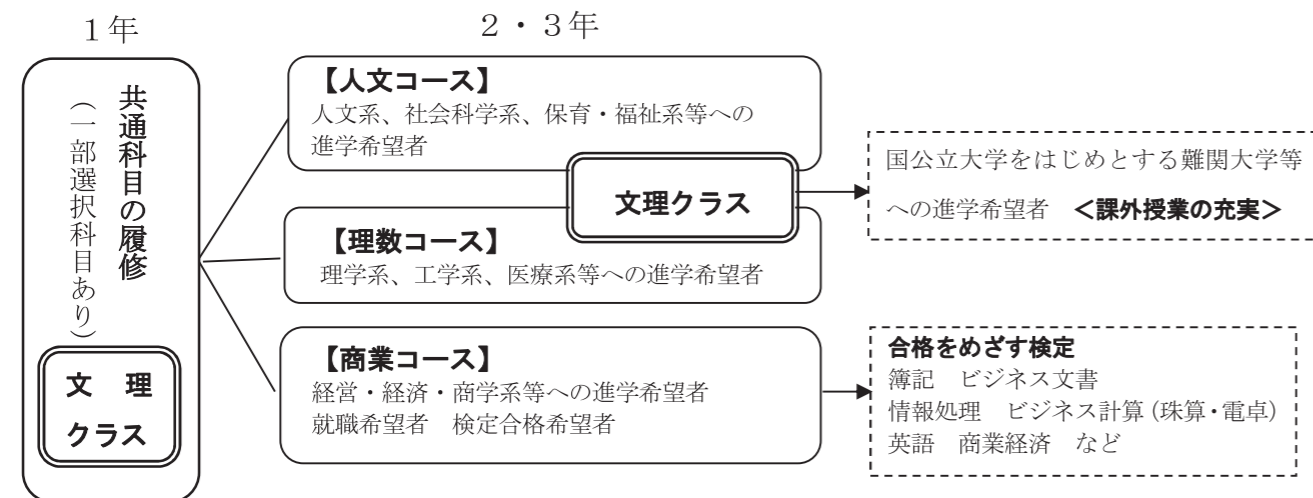 １年
２・３年
共通科目の履修
（一部選択科目あり）
文　理
クラス
【人文コース】
人文系、社会科学系、保育・福祉系等への
進学希望者
文理クラス
【理数コース】
理学系、工学系、医療系等への進学希望者
【商業コース】
経営・経済・商学系等への進学希望者
就職希望者　検定合格希望者
国公立大学をはじめとする難関大学等
への進学希望者　＜課外授業の充実＞
合格をめざす検定
簿記　ビジネス文書
情報処理　ビジネス計算（珠算・電卓）
英語　商業経済　など